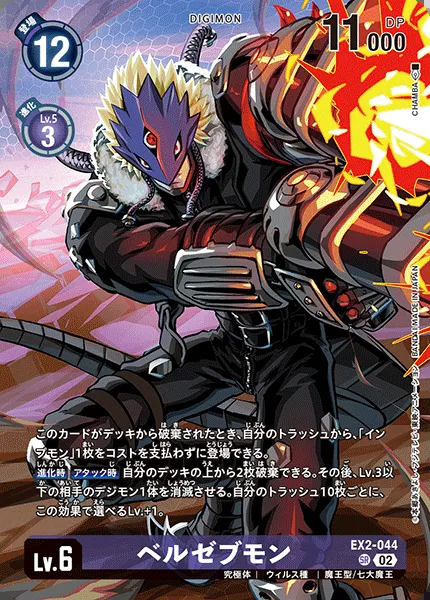 DIGIMON
登場
12
11000
DP
進化
Lv.5
3
CHAMBA
BANDAI MADE IN JAPAN
このカードがデッキから破棄されたとき、自分のトラッシュから、「イン
プモン」1枚をコストを支払わずに登場できる。
進化時 アタック時 自分のデッキの上から2枚破棄できる。その後、Lv.3以
下の相手のデジモン1体を消滅させる。自分のトラッシュ10枚ごとに、
この効果で選べるLv.+1。
Lv.6
ベルゼブモン
EX2-044
SR 02
究極体 | ウィルス種 | 魔王型/七大魔王